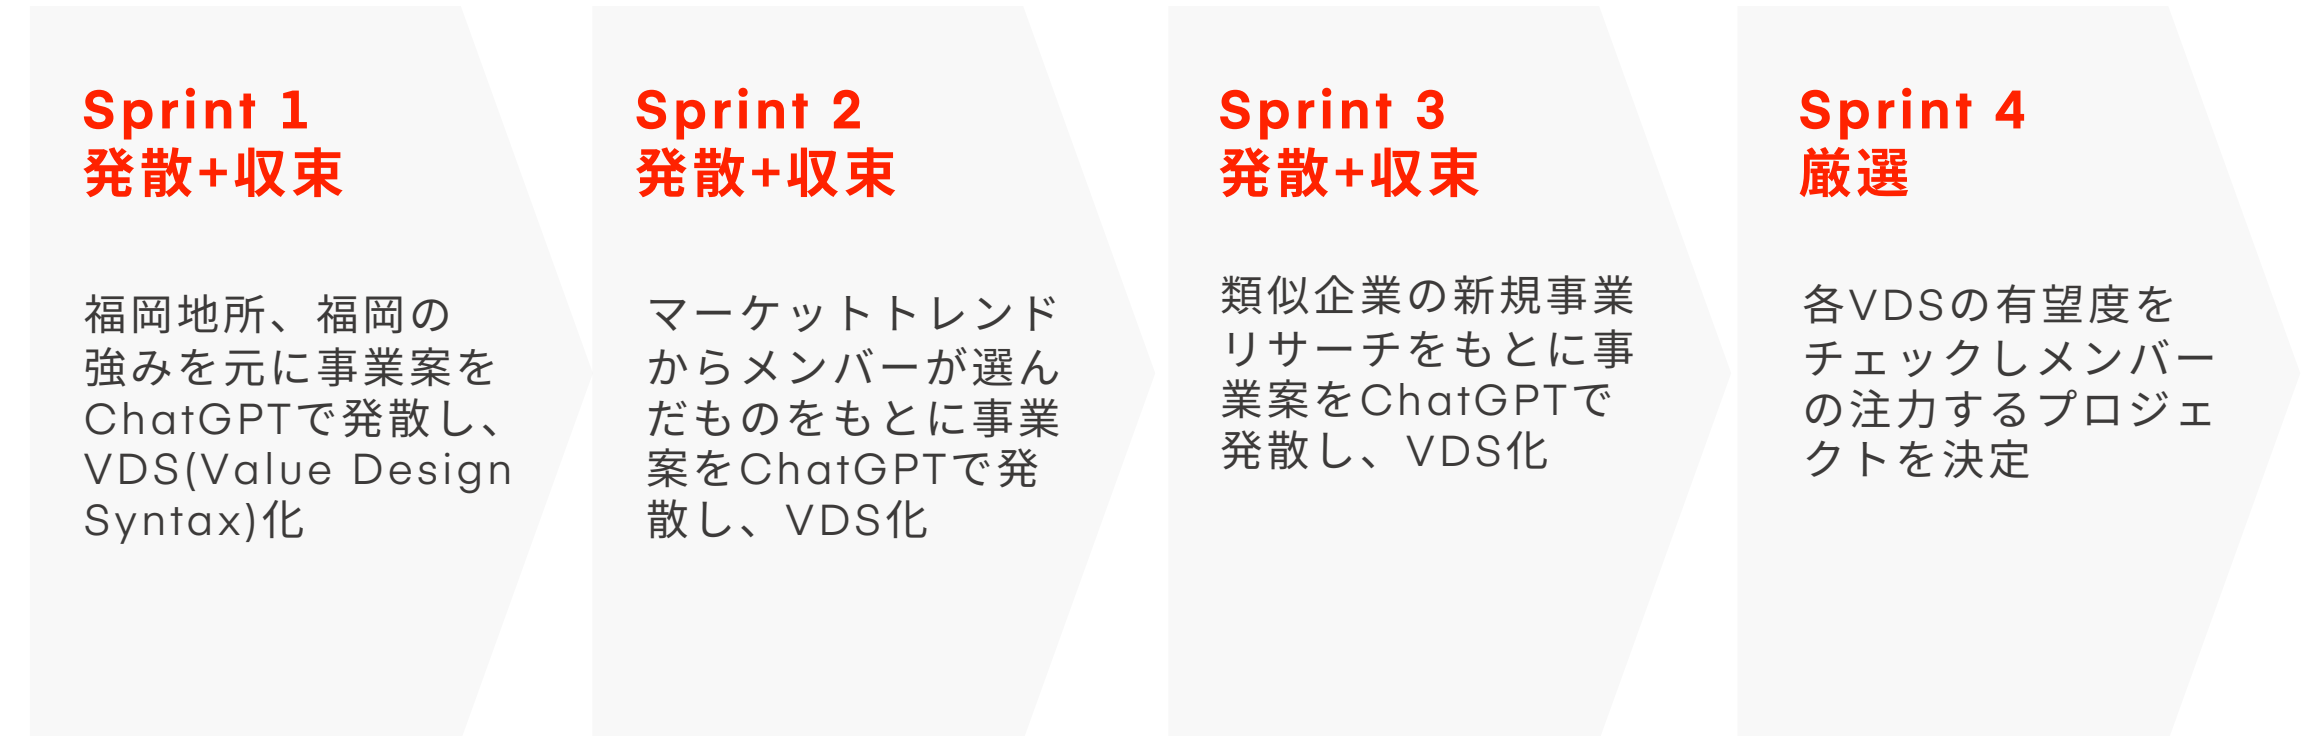 Sprint 1
発散+収束
福岡地所、福岡の
強みを元に事業案を
ChatGPTで発散し、
VDS(Value Design
Syntax)化
Sprint 2
発散+収束
マーケットトレンド
からメンバーが選ん
だものをもとに事業
案をChatGPTで発
散し、VDS化
Sprint 3
発散+収束
類似企業の新規事業
リサーチをもとに事
業案をChatGPTで
発散し、VDS化
Sprint 4
厳選
各VDSの有望度を
チェックしメンバー
の注力するプロジェ
クトを決定